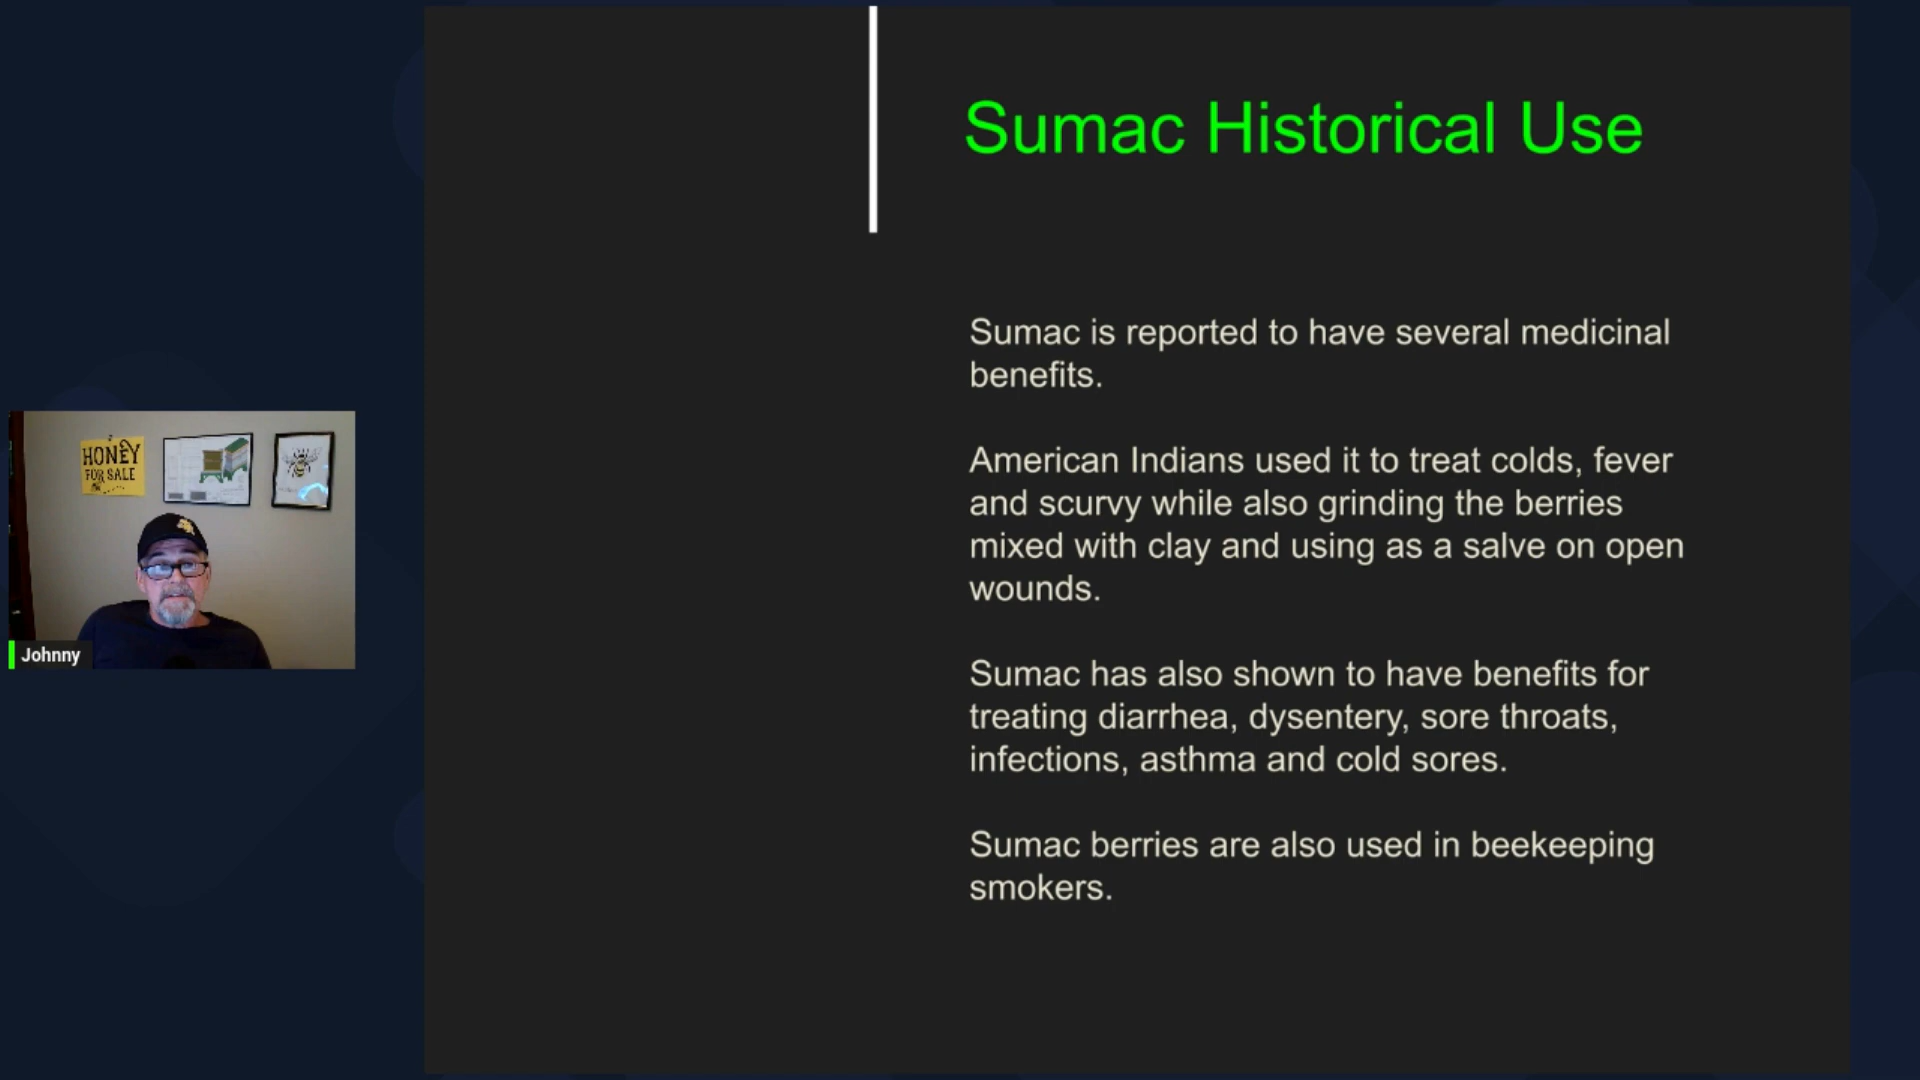 Sumac Historical Use
Sumac is reported to have several medicinal
benefits.
American Indians used it to treat colds, fever
and scurvy while also grinding the berries
mixed with clay and using as a salve on open
wounds.
Sumac has also shown to have benefits for
treating diarrhea, dysentery, sore throats,
infections, asthma and cold sores.
Sumac berries are also used in beekeeping
smokers.
HONEY
FOR SALE
Johnny